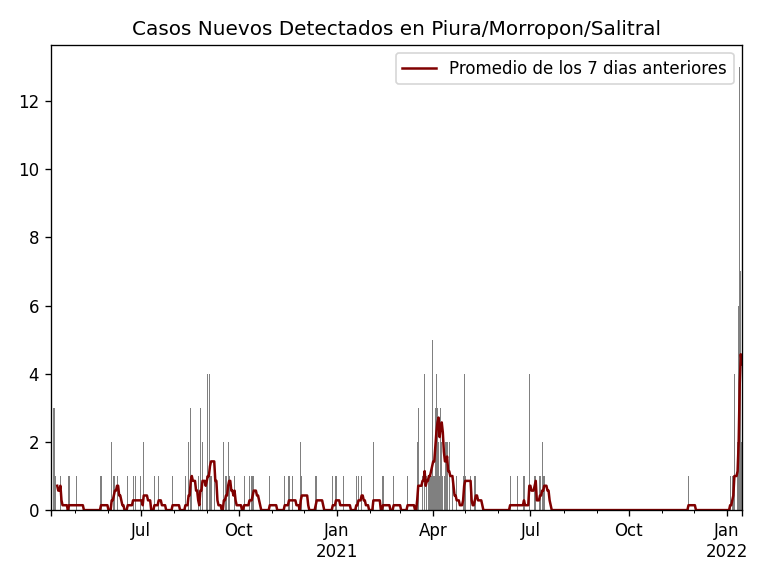 Casos Nuevos Detectados en Piura/Morropon/Salitral
Promedio de los 7 dias anteriores
12
10
8
6
4
2
0
Jul
Oct
Jan
2021
Apr
Jul
Oct
Jan
2022